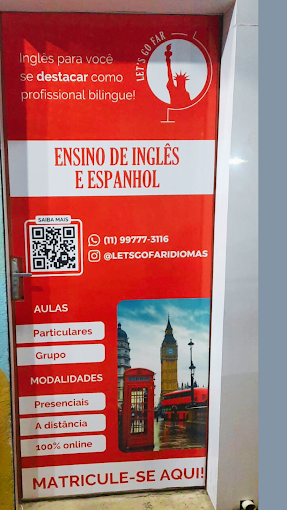 Inglês para você
se destacar como
profissional bilingue!
LET'S GO FAR
ENSINO DE INGLÊS
E ESPANHOL
SAIBA MAIS
(11) 99777-3116
@LETSGOFARIDIOMAS
AULAS
Particulares
Grupo
MODALIDADES
Presenciais
A distância
100% online
MATRICULE-SE AQUI!